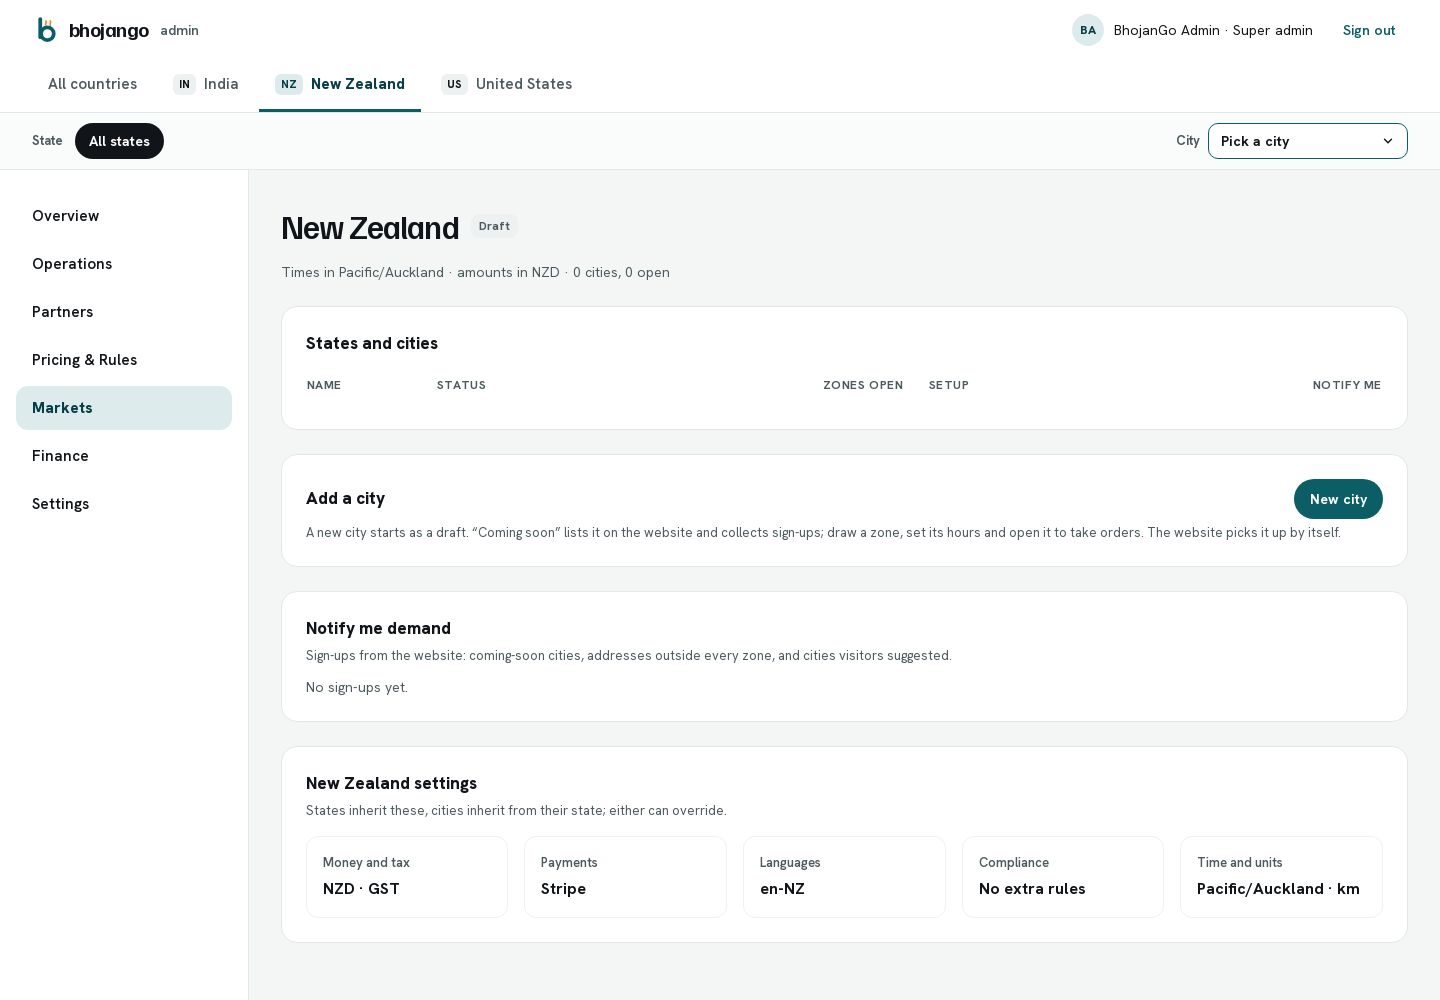 bhojango admin
BA BhojanGo Admin · Super admin Sign out
All countries IN India NZ New Zealand US United States
State All states City Pick a city
Overview
Operations
Partners
Pricing & Rules
Markets
Finance
Settings
New Zealand Draft
Times in Pacific/Auckland · amounts in NZD · 0 cities, 0 open
States and cities
NAME STATUS ZONES OPEN SETUP NOTIFY ME
Add a city New city
A new city starts as a draft. “Coming soon” lists it on the website and collects sign-ups; draw a zone, set its hours and open it to take orders. The website picks it up by itself.
Notify me demand
Sign-ups from the website: coming-soon cities, addresses outside every zone, and cities visitors suggested.
No sign-ups yet.
New Zealand settings
States inherit these, cities inherit from their state; either can override.
Money and tax
NZD · GST
Payments
Stripe
Languages
en-NZ
Compliance
No extra rules
Time and units
Pacific/Auckland · km